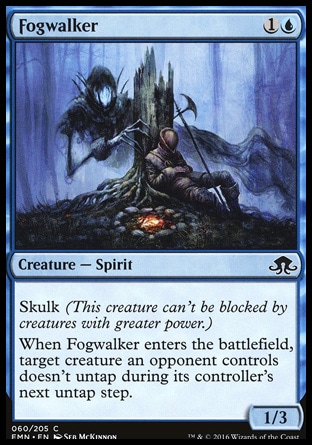 Fogwalker 1
Creature — Spirit
Skulk (This creature can't be blocked by
creatures with greater power.)
When Fogwalker enters the battlefield,
target creature an opponent controls
doesn't untap during its controller's
next untap step.
1/3
060/205 C
EMN • EN Seb McKinnon
™ & © 2016 Wizards of the Coast